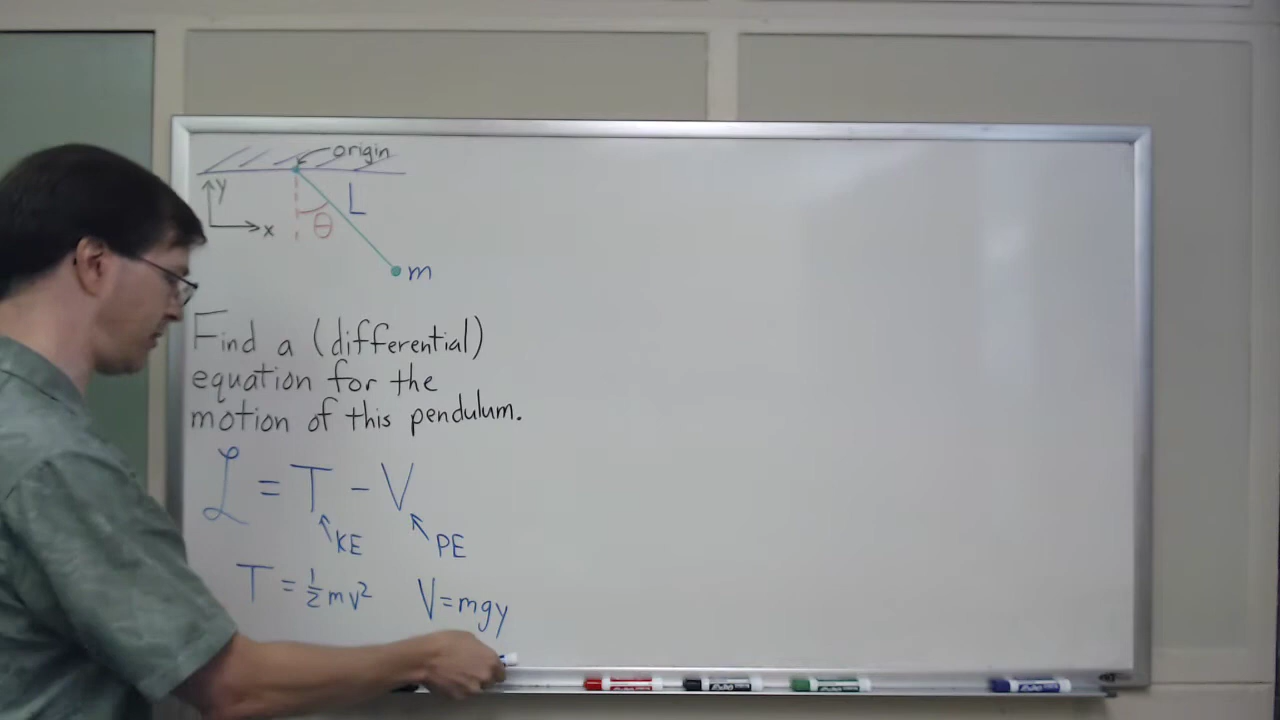 origin
y
L
x
θ
m
Find a (differential)
equation for the
motion of this pendulum.
ℒ = T - V
KE PE
T = ½mv² V=mgy